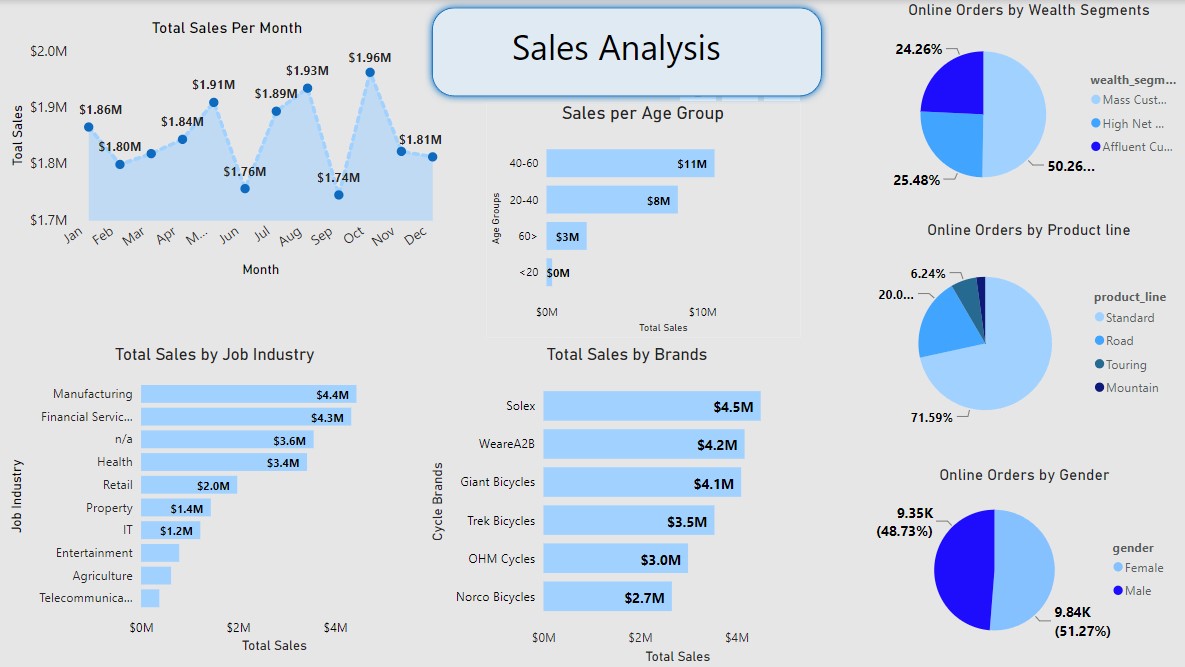 Sales Analysis
Total Sales Per Month
Toal Sales
$2.0M
$1.9M
$1.8M
$1.7M
$1.86M
$1.80M
$1.84M
$1.91M
$1.76M
$1.89M
$1.93M
$1.74M
$1.96M
$1.81M
Jan
Feb
Mar
Apr
M...
Jun
Jul
Aug
Sep
Oct
Nov
Dec
Month
Sales per Age Group
Age Groups
40-60 $11M
20-40 $8M
60> $3M
<20 $0M
$0M $10M
Total Sales
Online Orders by Wealth Segments
24.26%
25.48%
50.26...
wealth_segm...
Mass Cust...
High Net ...
Affluent Cu...
Online Orders by Product line
6.24%
20.0...
71.59%
product_line
Standard
Road
Touring
Mountain
Total Sales by Job Industry
Job Industry
Manufacturing $4.4M
Financial Servic... $4.3M
n/a $3.6M
Health $3.4M
Retail $2.0M
Property $1.4M
IT $1.2M
Entertainment
Agriculture
Telecommunica...
$0M $2M $4M
Total Sales
Total Sales by Brands
Cycle Brands
Solex $4.5M
WeareA2B $4.2M
Giant Bicycles $4.1M
Trek Bicycles $3.5M
OHM Cycles $3.0M
Norco Bicycles $2.7M
$0M $2M $4M
Total Sales
Online Orders by Gender
9.35K
(48.73%)
9.84K
(51.27%)
gender
Female
Male